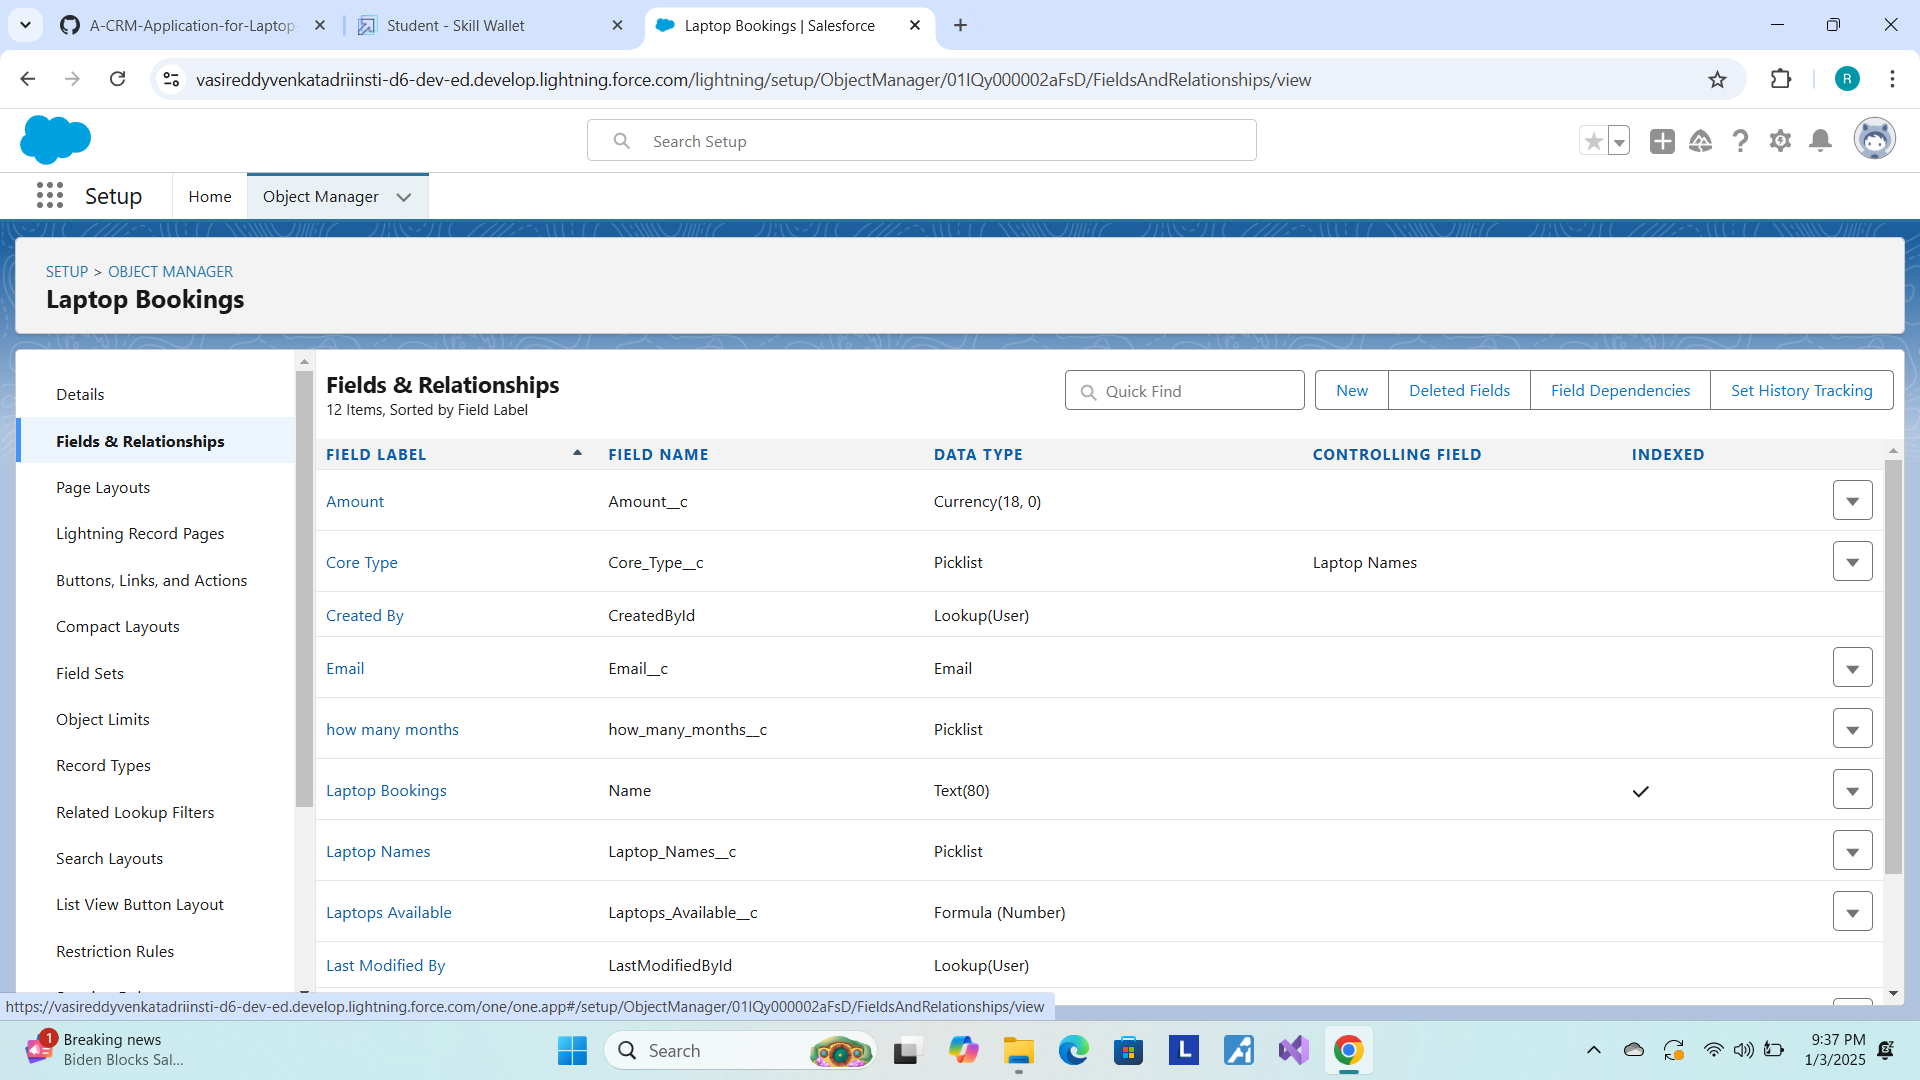 A-CRM-Application-for-Laptop-
Student - Skill Wallet
Laptop Bookings | Salesforce
vasireddyvenkatadriinsti-d6-dev-ed.develop.lightning.force.com/lightning/setup/ObjectManager/01IQy000002aFsD/FieldsAndRelationships/view
R
Search Setup
Setup
Home
Object Manager
SETUP > OBJECT MANAGER
Laptop Bookings
Details
Fields & Relationships
Page Layouts
Lightning Record Pages
Buttons, Links, and Actions
Compact Layouts
Field Sets
Object Limits
Record Types
Related Lookup Filters
Search Layouts
List View Button Layout
Restriction Rules
Fields & Relationships
12 Items, Sorted by Field Label
Quick Find
New
Deleted Fields
Field Dependencies
Set History Tracking
FIELD LABEL FIELD NAME DATA TYPE CONTROLLING FIELD INDEXED
Amount Amount__c Currency(18, 0)
Core Type Core_Type__c Picklist Laptop Names
Created By CreatedById Lookup(User)
Email Email__c Email
how many months how_many_months__c Picklist
Laptop Bookings Name Text(80)
Laptop Names Laptop_Names__c Picklist
Laptops Available Laptops_Available__c Formula (Number)
Last Modified By LastModifiedById Lookup(User)
https://vasireddyvenkatadriinsti-d6-dev-ed.develop.lightning.force.com/one/one.app#/setup/ObjectManager/01IQy000002aFsD/FieldsAndRelationships/view
1
Breaking news
Biden Blocks Sal...
Search
L
9:37 PM
1/3/2025